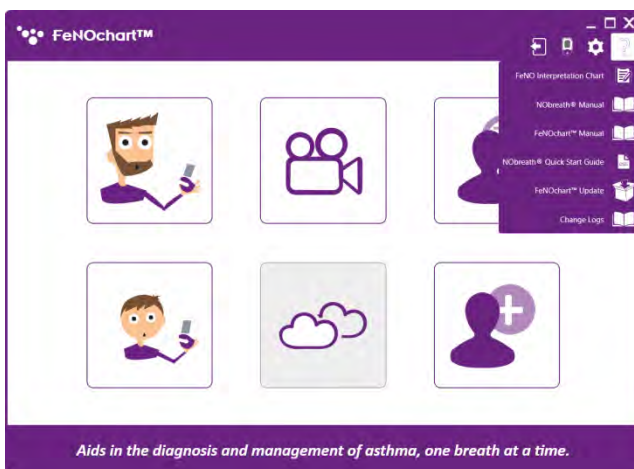 FeNOchart™
FeNO Interpretation Chart
NObreath® Manual
FeNOchart™ Manual
NObreath® Quick Start Guide
FeNOchart™ Update
Change Logs
Aids in the diagnosis and management of asthma, one breath at a time.